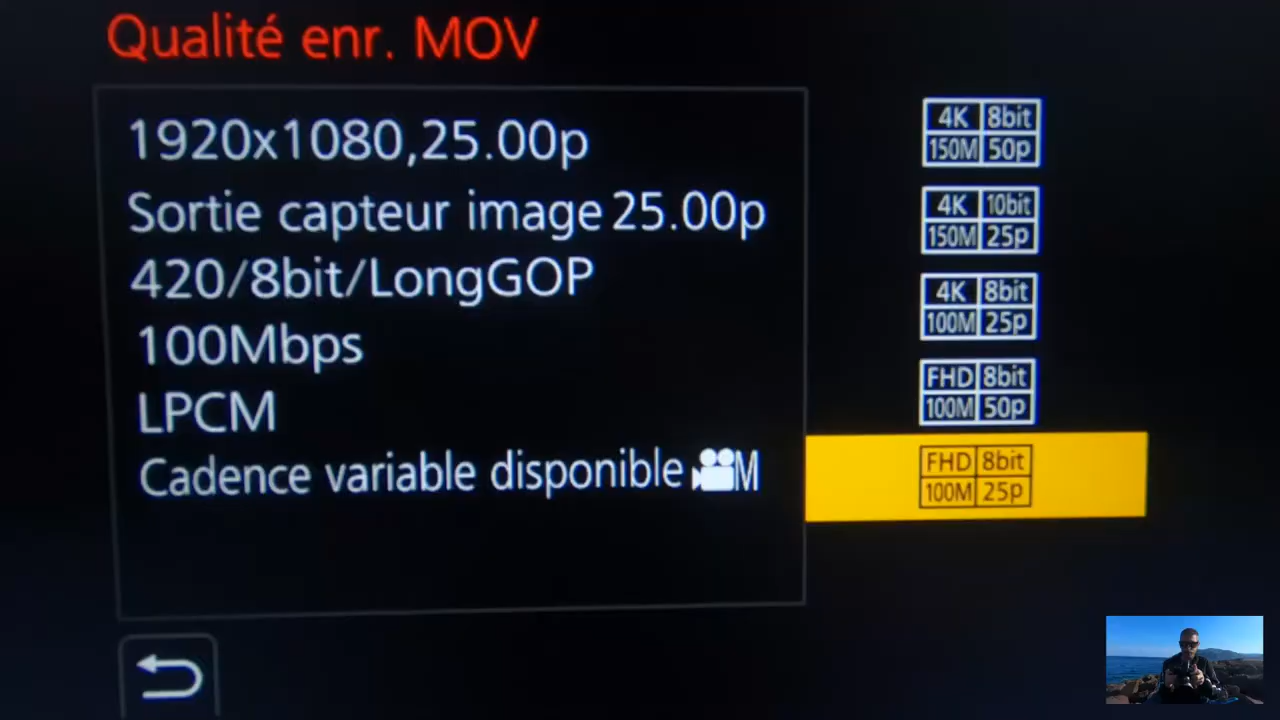 Qualité enr. MOV
1920x1080,25.00p
Sortie capteur image 25.00p
420/8bit/LongGOP
100Mbps
LPCM
Cadence variable disponible M
4K 8bit
150M 50p
4K 10bit
150M 25p
4K 8bit
100M 25p
FHD 8bit
100M 50p
FHD 8bit
100M 25p